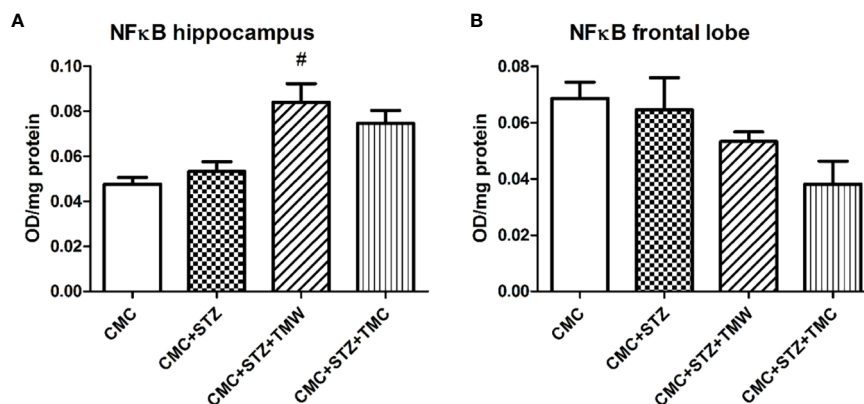 A
NFκB hippocampus
#
OD/mg protein
0.10
0.08
0.06
0.04
0.02
0.00
CMC
CMC+STZ
CMC+STZ+TMW
CMC+STZ+TMC
B
NFκB frontal lobe
OD/mg protein
0.08
0.06
0.04
0.02
0.00
CMC
CMC+STZ
CMC+STZ+TMW
CMC+STZ+TMC